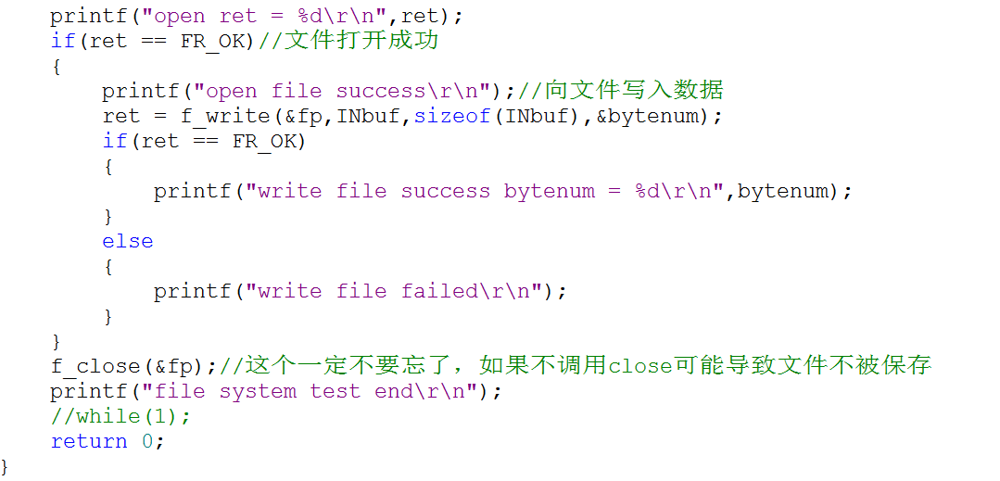 printf("open ret = %d\r\n",ret);
if(ret == FR_OK)//文件打开成功
{
printf("open file success\r\n");//向文件写入数据
ret = f_write(&fp,INbuf,sizeof(INbuf),&bytenum);
if(ret == FR_OK)
{
printf("write file success bytenum = %d\r\n",bytenum);
}
else
{
printf("write file failed\r\n");
}
}
f_close(&fp);//这个一定不要忘了，如果不调用close可能导致文件不被保存
printf("file system test end\r\n");
//while(1);
return 0;
}